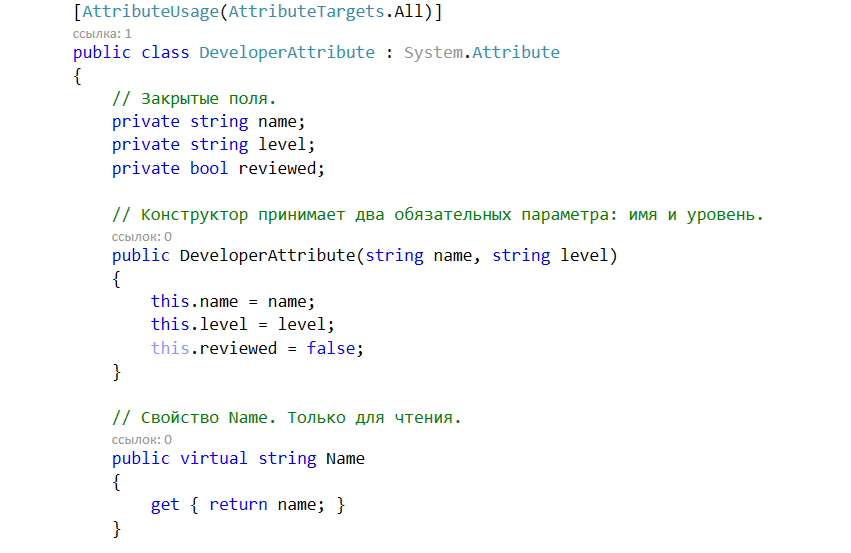 [AttributeUsage(AttributeTargets.All)]
ссылка: 1
public class DeveloperAttribute : System.Attribute
{
// Закрытые поля.
private string name;
private string level;
private bool reviewed;
// Конструктор принимает два обязательных параметра: имя и уровень.
ссылок: 0
public DeveloperAttribute(string name, string level)
{
this.name = name;
this.level = level;
this.reviewed = false;
}
// Свойство Name. Только для чтения.
ссылок: 0
public virtual string Name
{
get { return name; }
}